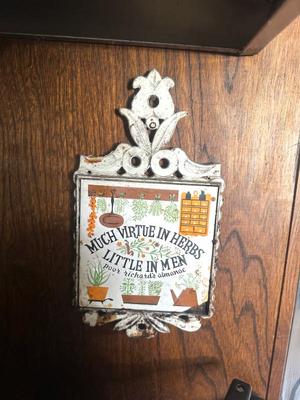 MUCH VIRTUE IN HERBS
LITTLE IN MEN
poor richard's almanac